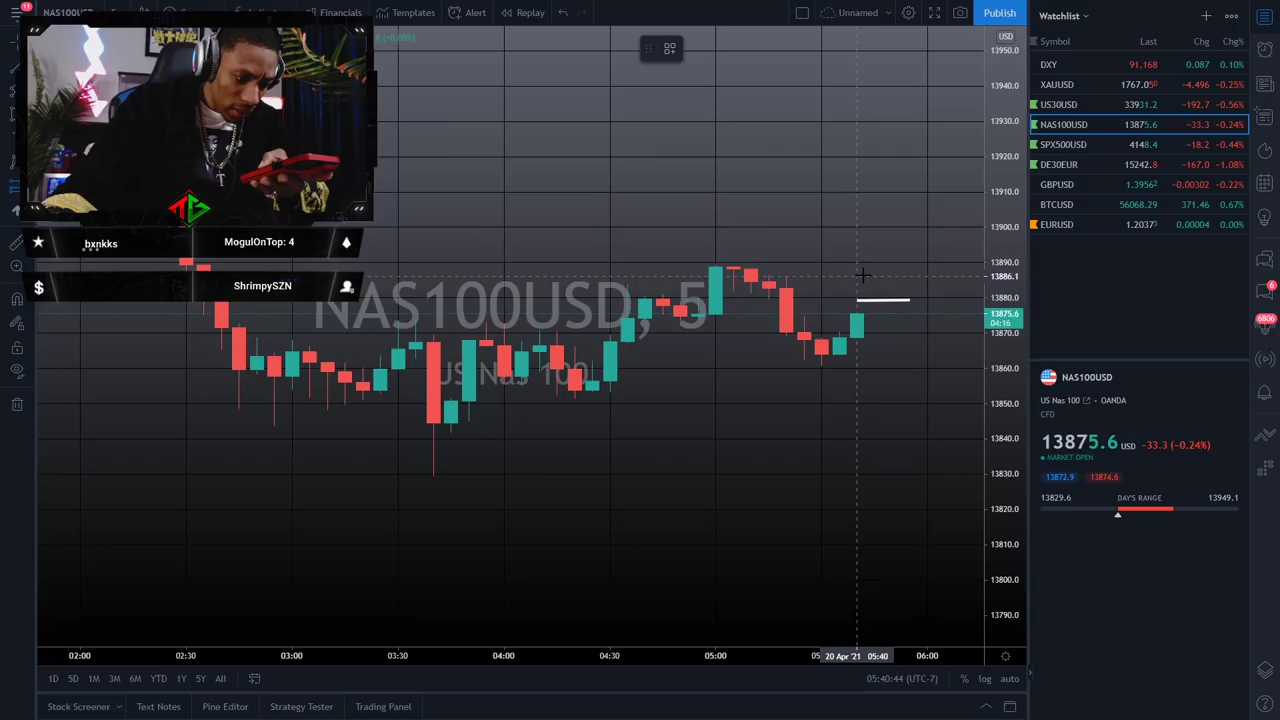 11
NAS100USD
Financials
Templates
Alert
Replay
Unnamed
Publish
(+0.05%)
bxnkks
MogulOnTop: 4
ShrimpySZN
TG
NAS100USD, 5
US Nas 100
USD
13950.0
13940.0
13930.0
13920.0
13910.0
13900.0
13890.0
13886.1
13880.0
13875.6
04:16
13870.0
13860.0
13850.0
13840.0
13830.0
13820.0
13810.0
13800.0
13790.0
02:00 02:30 03:00 03:30 04:00 04:30 05:00 20 Apr '21 05:40 06:00
1D 5D 1M 3M 6M YTD 1Y 5Y All
05:40:44 (UTC-7) % log auto
Stock Screener Text Notes Pine Editor Strategy Tester Trading Panel
Watchlist
Symbol Last Chg Chg%
DXY 91.168 0.087 0.10%
XAUUSD 1767.050 -4.496 -0.25%
US30USD 33931.2 -192.7 -0.56%
NAS100USD 13875.6 -33.3 -0.24%
SPX500USD 4148.4 -18.2 -0.44%
DE30EUR 15242.8 -167.0 -1.08%
GBPUSD 1.39562 -0.00302 -0.22%
BTCUSD 56068.29 371.46 0.67%
EURUSD 1.20373 0.00004 0.00%
6
6806
NAS100USD
US Nas 100 • OANDA
CFD
13875.6 USD −33.3 (−0.24%)
MARKET OPEN
13872.9 13874.6
13829.6 DAY'S RANGE 13949.1